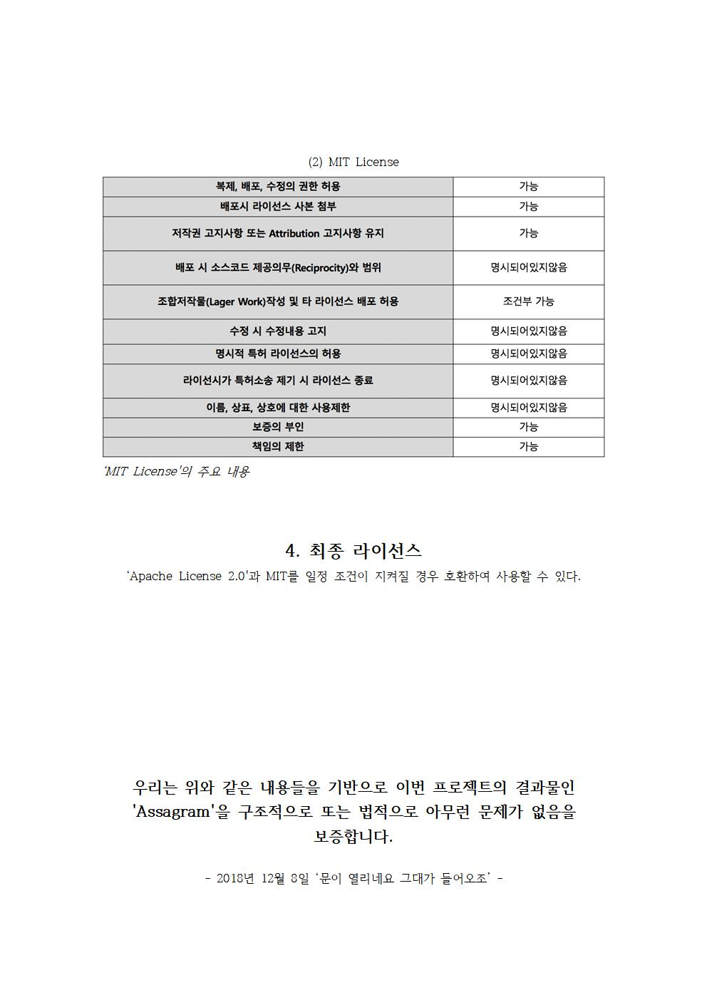 (2) MIT License
복제, 배포, 수정의 권한 허용 가능
배포시 라이선스 사본 첨부 가능
저작권 고지사항 또는 Attribution 고지사항 유지 가능
배포 시 소스코드 제공의무(Reciprocity)와 범위 명시되어있지않음
조합저작물(Lager Work)작성 및 타 라이선스 배포 허용 조건부 가능
수정 시 수정내용 고지 명시되어있지않음
명시적 특허 라이선스의 허용 명시되어있지않음
라이선시가 특허소송 제기 시 라이선스 종료 명시되어있지않음
이름, 상표, 상호에 대한 사용제한 명시되어있지않음
보증의 부인 가능
책임의 제한 가능
‘MIT License'의 주요 내용
4. 최종 라이선스
‘Apache License 2.0'과 MIT를 일정 조건이 지켜질 경우 호환하여 사용할 수 있다.
우리는 위와 같은 내용들을 기반으로 이번 프로젝트의 결과물인
'Assagram'을 구조적으로 또는 법적으로 아무런 문제가 없음을
보증합니다.
- 2018년 12월 8일 ‘문이 열리네요 그대가 들어오조’ -